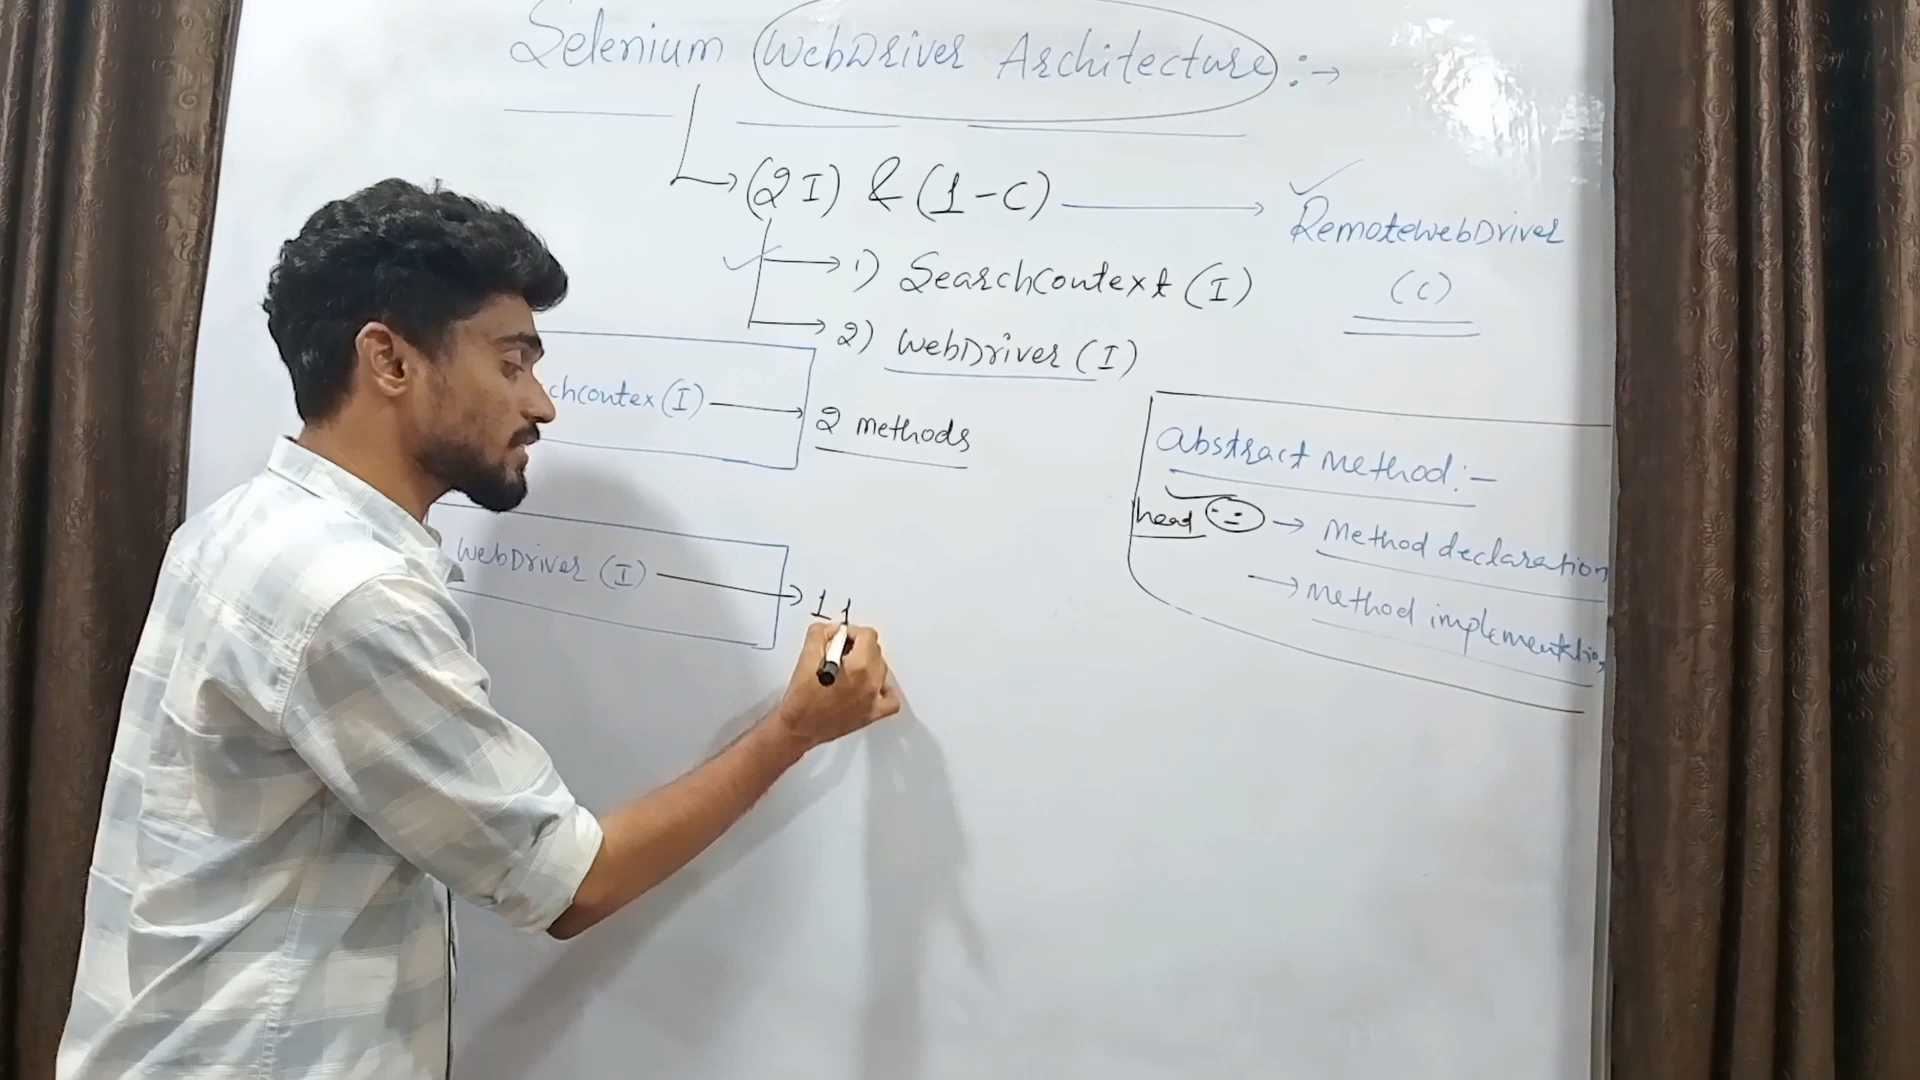 Selenium WebDriver Architecture :→
→ (2 I) & (1-C) → RemotewebDriver
(C)
→ 1) Searchcontext (I)
→ 2) WebDriver (I)
chcontex (I) → 2 methods
WebDriver (I) → 11
abstract method :-
head → Method declaration
→ Method implementation